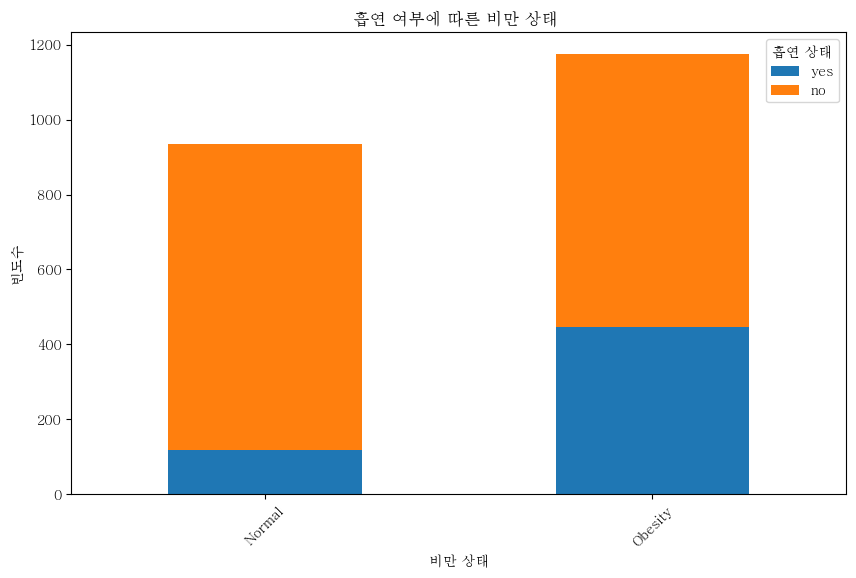 흡연 여부에 따른 비만 상태
흡연 상태
yes
no
빈도수
1200
1000
800
600
400
200
0
Normal
Obesity
비만 상태